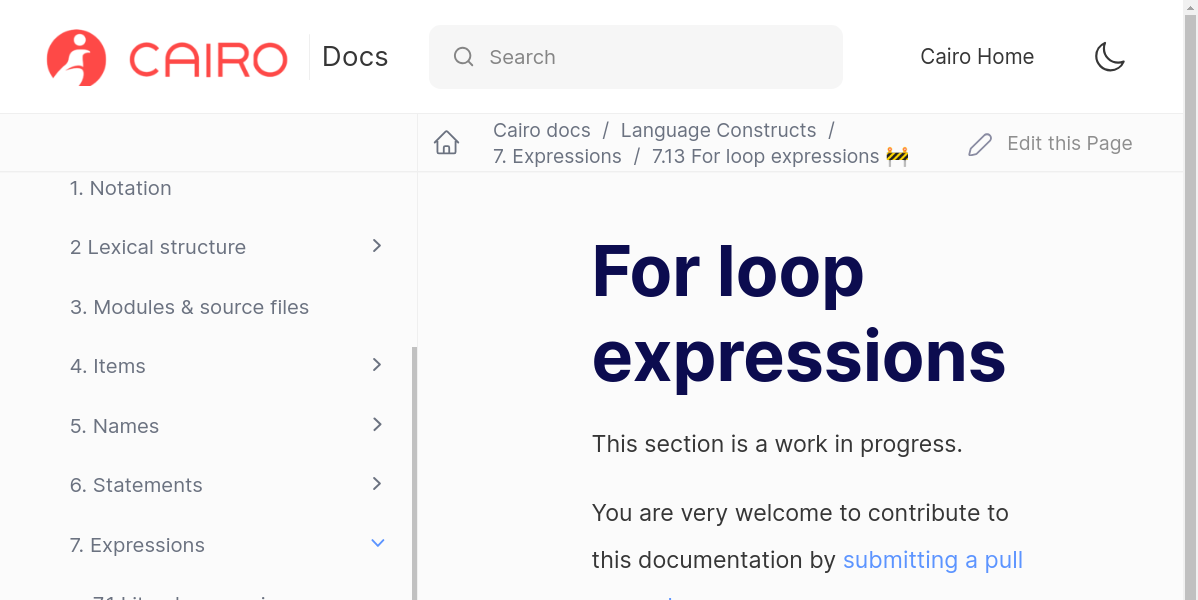 CAIRO
Docs
Search
Cairo Home
Cairo docs / Language Constructs /
7. Expressions / 7.13 For loop expressions 🚧
Edit this Page
1. Notation
2 Lexical structure
3. Modules & source files
4. Items
5. Names
6. Statements
7. Expressions
For loop
expressions
This section is a work in progress.
You are very welcome to contribute to
this documentation by submitting a pull